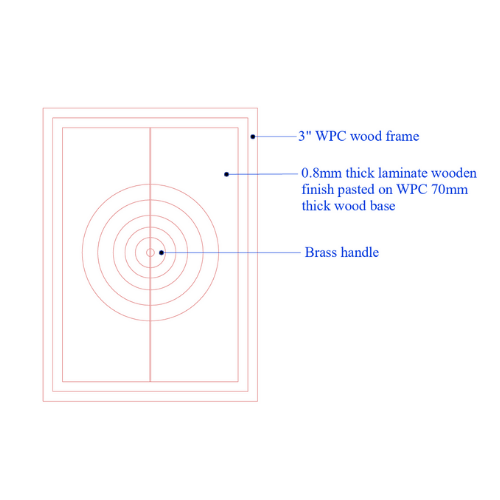 3" WPC wood frame
0.8mm thick laminate wooden
finish pasted on WPC 70mm
thick wood base
Brass handle